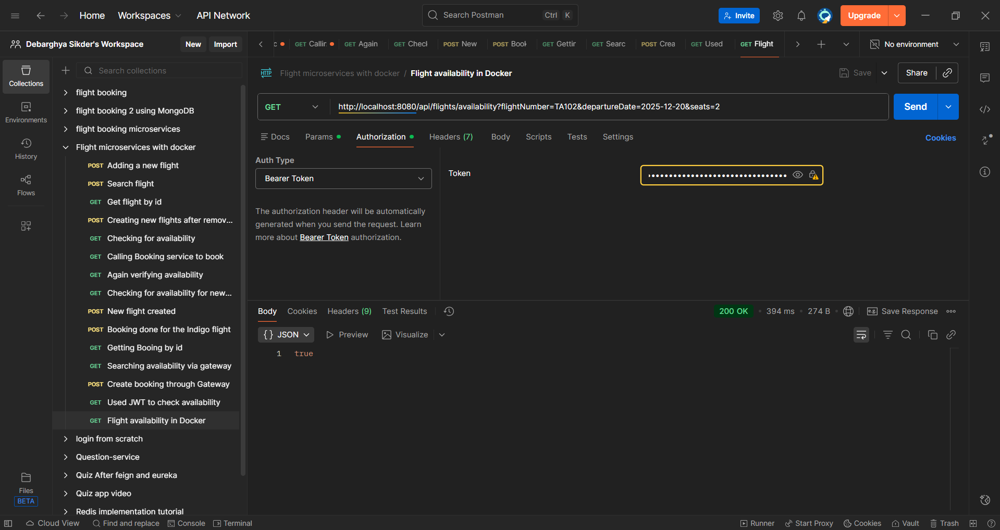 Home Workspaces API Network Search Postman Ctrl K Invite Upgrade
Debarghya Sikder's Workspace New Import
GET Callin GET Again GET Check POST New POST Book GET Gettin GET Searc POST Crea GET Used GET Flight No environment
Collections
Environments
History
Flows
Files
BETA
Search collections
flight booking
flight booking 2 using MongoDB
flight booking microservices
Flight microservices with docker
POST Adding a new flight
POST Search flight
GET Get flight by id
POST Creating new flights after remov...
GET Checking for availability
GET Calling Booking service to book
GET Again verifying availability
GET Checking for availability for new...
POST New flight created
POST Booking done for the Indigo flight
GET Getting Booing by id
GET Searching availability via gateway
POST Create booking through Gateway
GET Used JWT to check availability
GET Flight availability in Docker
login from scratch
Question-service
Quiz After feign and eureka
Quiz app video
Redis implementation tutorial
HTTP Flight microservices with docker / Flight availability in Docker Save Share
GET http://localhost:8080/api/flights/availability?flightNumber=TA102&departureDate=2025-12-20&seats=2 Send
Docs Params Authorization Headers (7) Body Scripts Tests Settings Cookies
Auth Type
Bearer Token
The authorization header will be automatically
generated when you send the request. Learn
more about Bearer Token authorization.
Token
Body Cookies Headers (9) Test Results 200 OK 394 ms 274 B e.g. Save Response
{} JSON Preview Visualize
1 true
Cloud View Find and replace Console Terminal Runner Start Proxy Cookies Vault Trash